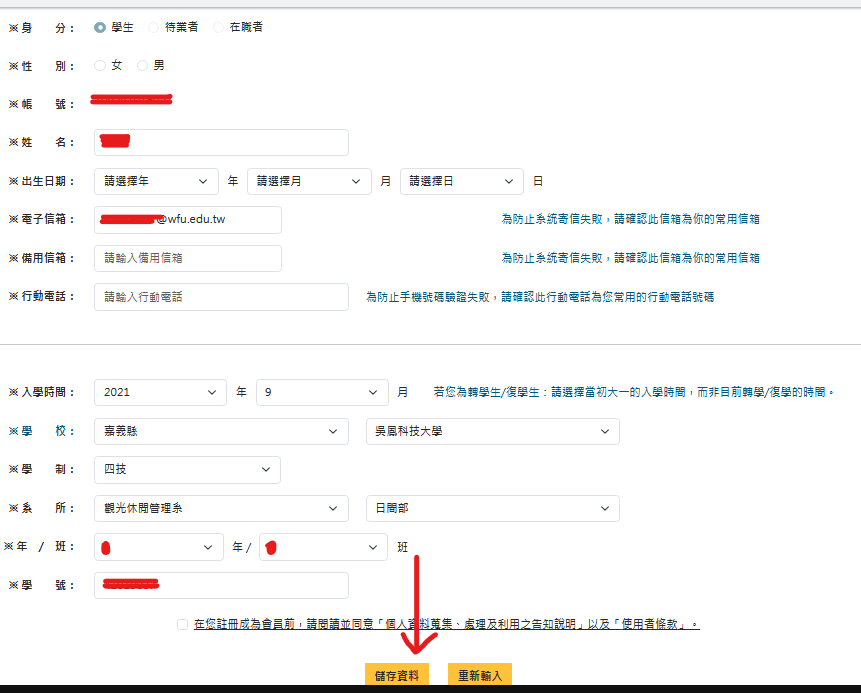 ※身 分： 學生 待業者 在職者
※性 別： 女 男
※帳 號：
※姓 名：
※出生日期： 請選擇年 年 請選擇月 月 請選擇日 日
※電子信箱： @wfu.edu.tw 為防止系統寄信失敗，請確認此信箱為你的常用信箱
※備用信箱： 請輸入備用信箱 為防止系統寄信失敗，請確認此信箱為你的常用信箱
※行動電話： 請輸入行動電話 為防止手機號碼驗證失敗，請確認此行動電話為您常用的行動電話號碼
※入學時間： 2021 年 9 月 若您為轉學生/復學生：請選擇當初大一的入學時間，而非目前轉學/復學的時間。
※學 校： 嘉義縣 吳鳳科技大學
※學 制： 四技
※系 所： 觀光休閒管理系 日間部
※年 / 班： 年 / 班
※學 號：
在您註冊成為會員前，請閱讀並同意「個人資料蒐集、處理及利用之告知說明」以及「使用者條款」。
儲存資料 重新輸入